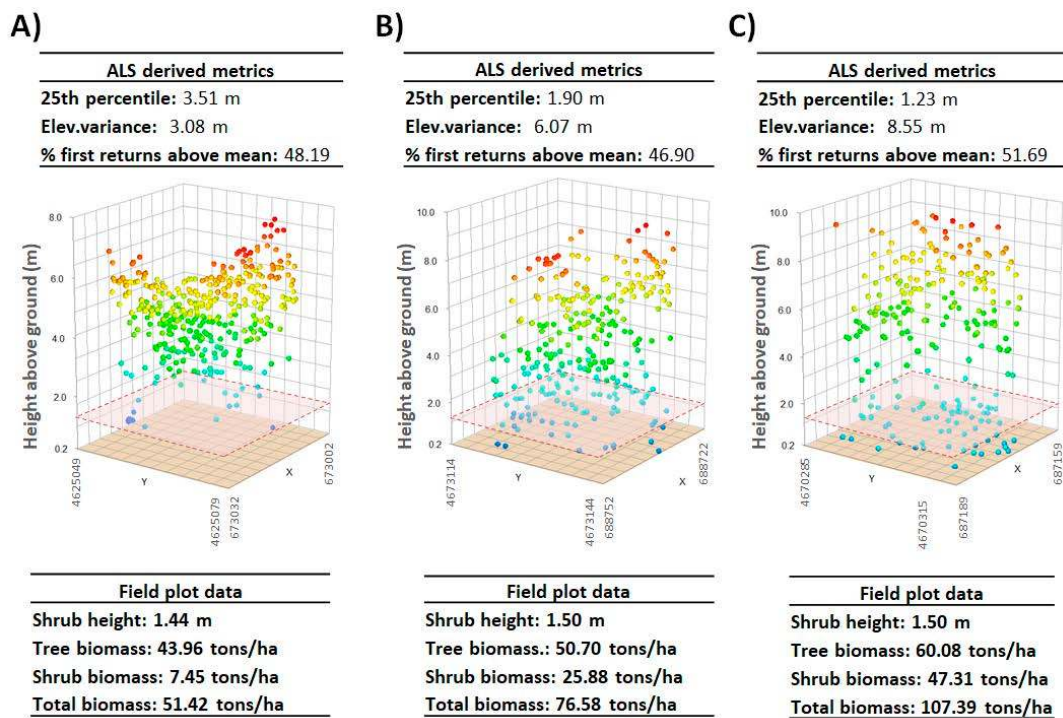 A)
ALS derived metrics
25th percentile: 3.51 m
Elev.variance: 3.08 m
% first returns above mean: 48.19
Height above ground (m)
8.0
6.0
4.0
2.0
0.2
4625049
Y
4625079
673032
X
673002
Field plot data
Shrub height: 1.44 m
Tree biomass: 43.96 tons/ha
Shrub biomass: 7.45 tons/ha
Total biomass: 51.42 tons/ha
B)
ALS derived metrics
25th percentile: 1.90 m
Elev.variance: 6.07 m
% first returns above mean: 46.90
Height above ground (m)
10.0
8.0
6.0
4.0
2.0
0.2
4673114
Y
4673144
688752
X
688722
Field plot data
Shrub height: 1.50 m
Tree biomass.: 50.70 tons/ha
Shrub biomass: 25.88 tons/ha
Total biomass: 76.58 tons/ha
C)
ALS derived metrics
25th percentile: 1.23 m
Elev.variance: 8.55 m
% first returns above mean: 51.69
Height above ground (m)
10.0
8.0
6.0
4.0
2.0
0.2
4670285
Y
4670315
687189
X
687159
Field plot data
Shrub height: 1.50 m
Tree biomass: 60.08 tons/ha
Shrub biomass: 47.31 tons/ha
Total biomass: 107.39 tons/ha